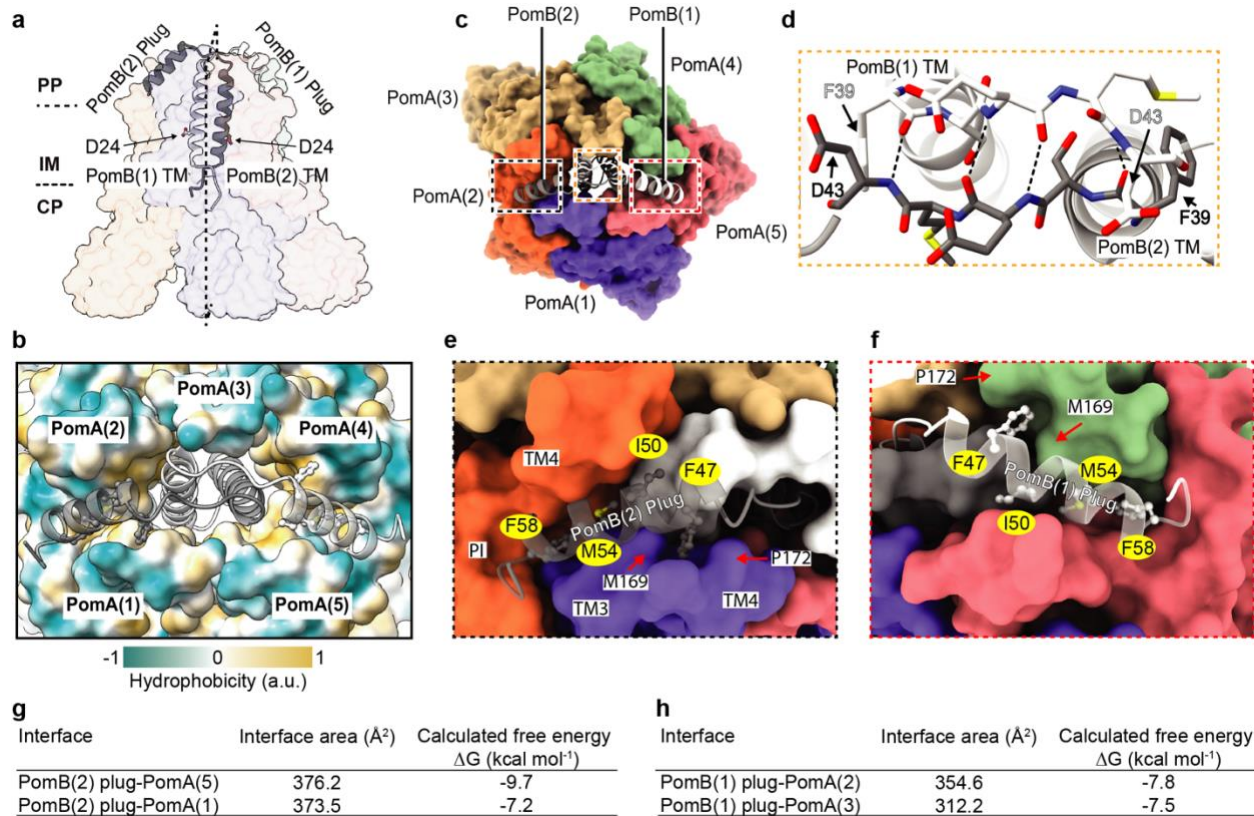 a
PomB(2) Plug
PomB(1) Plug
PP
D24
D24
IM
PomB(1) TM
PomB(2) TM
CP
c
PomB(2)
PomB(1)
PomA(4)
PomA(3)
PomA(2)
PomA(5)
PomA(1)
d
PomB(1) TM
F39
D43
D43
F39
PomB(2) TM
b
PomA(3)
PomA(2)
PomA(4)
PomA(1)
PomA(5)
-1 0 1
Hydrophobicity (a.u.)
e
I50
TM4
F47
PomB(2) Plug
F58
PI
M54
P172
M169
TM3
TM4
f
P172
M169
F47
M54
PomB(1) Plug
I50
F58
g
Interface Interface area (Å²) Calculated free energy
ΔG (kcal mol⁻¹)
PomB(2) plug-PomA(5) 376.2 -9.7
PomB(2) plug-PomA(1) 373.5 -7.2
h
Interface Interface area (Å²) Calculated free energy
ΔG (kcal mol⁻¹)
PomB(1) plug-PomA(2) 354.6 -7.8
PomB(1) plug-PomA(3) 312.2 -7.5